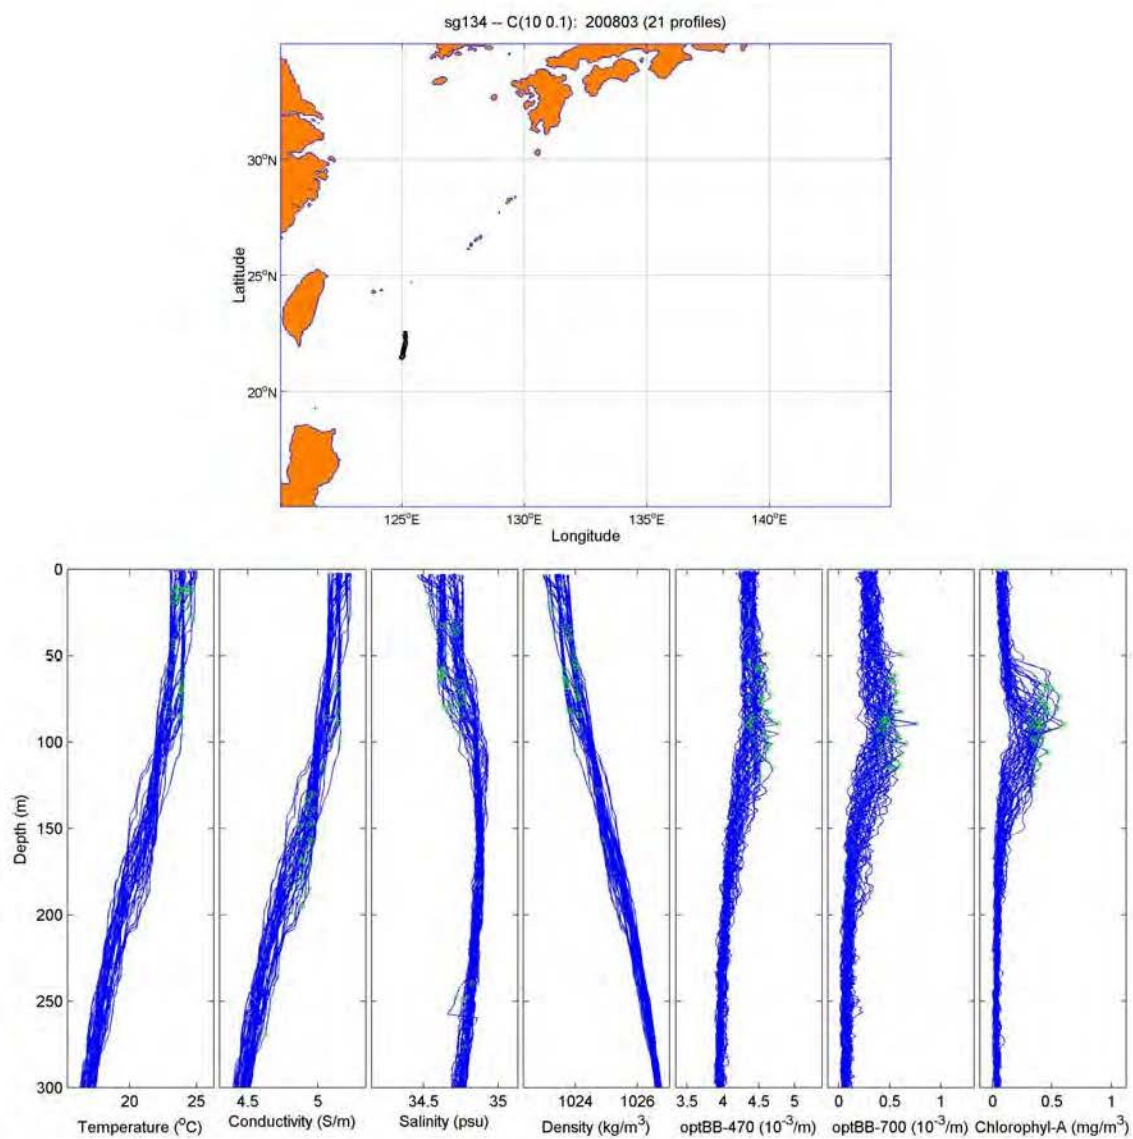 sg134 – C(10 0.1): 200803 (21 profiles)
30°N
25°N
20°N
Latitude
125°E 130°E 135°E 140°E
Longitude
0
50
100
150
200
250
300
Depth (m)
20 25
4.5 5
34.5 35
1024 1026
3.5 4 4.5 5
0 0.5 1
0 0.5 1
Temperature (°C)
Conductivity (S/m)
Salinity (psu)
Density (kg/m³)
optBB-470 (10⁻³/m)
optBB-700 (10⁻³/m)
Chlorophyl-A (mg/m³)